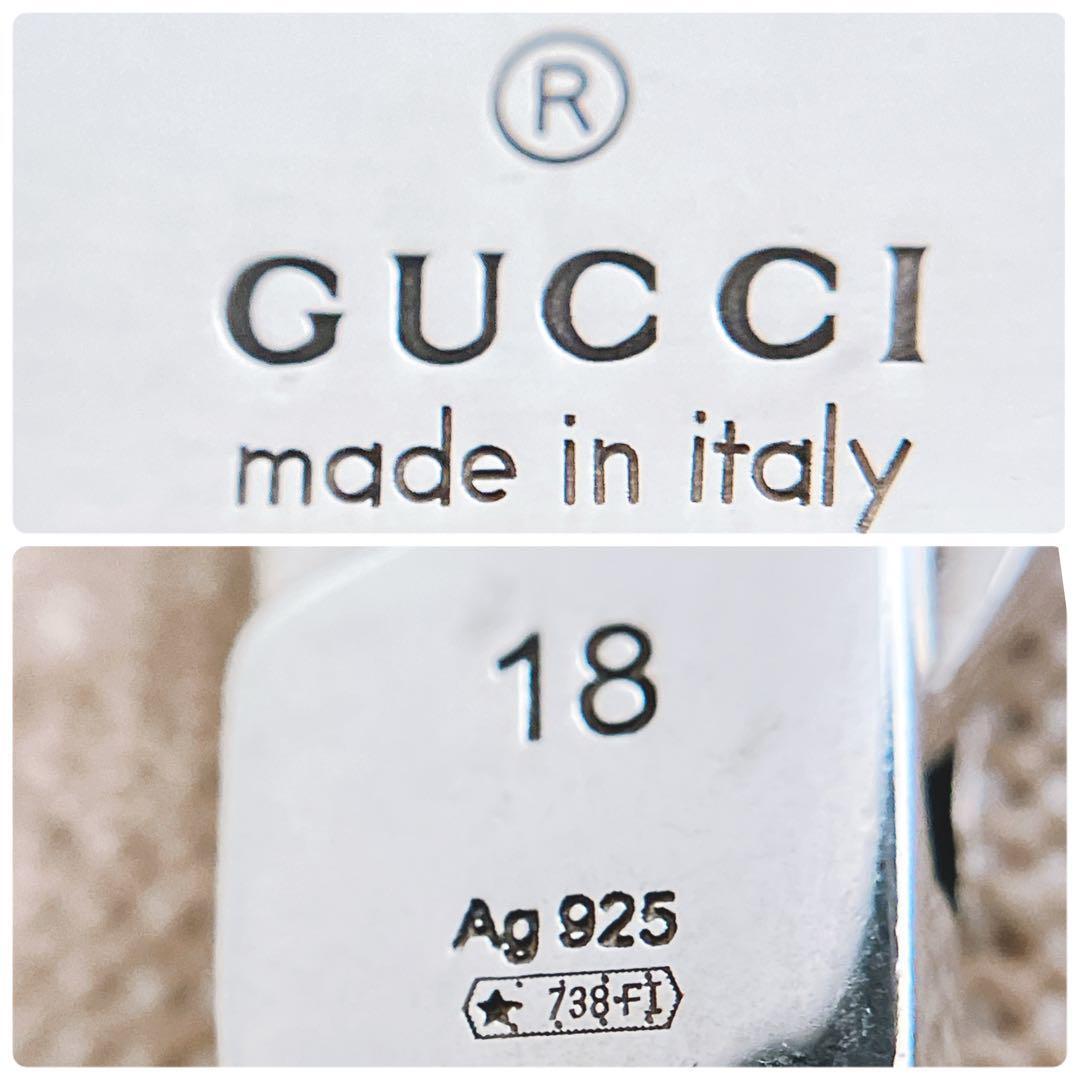 ®
GUCCI
made in italy
18
Ag 925
★ 738-FI